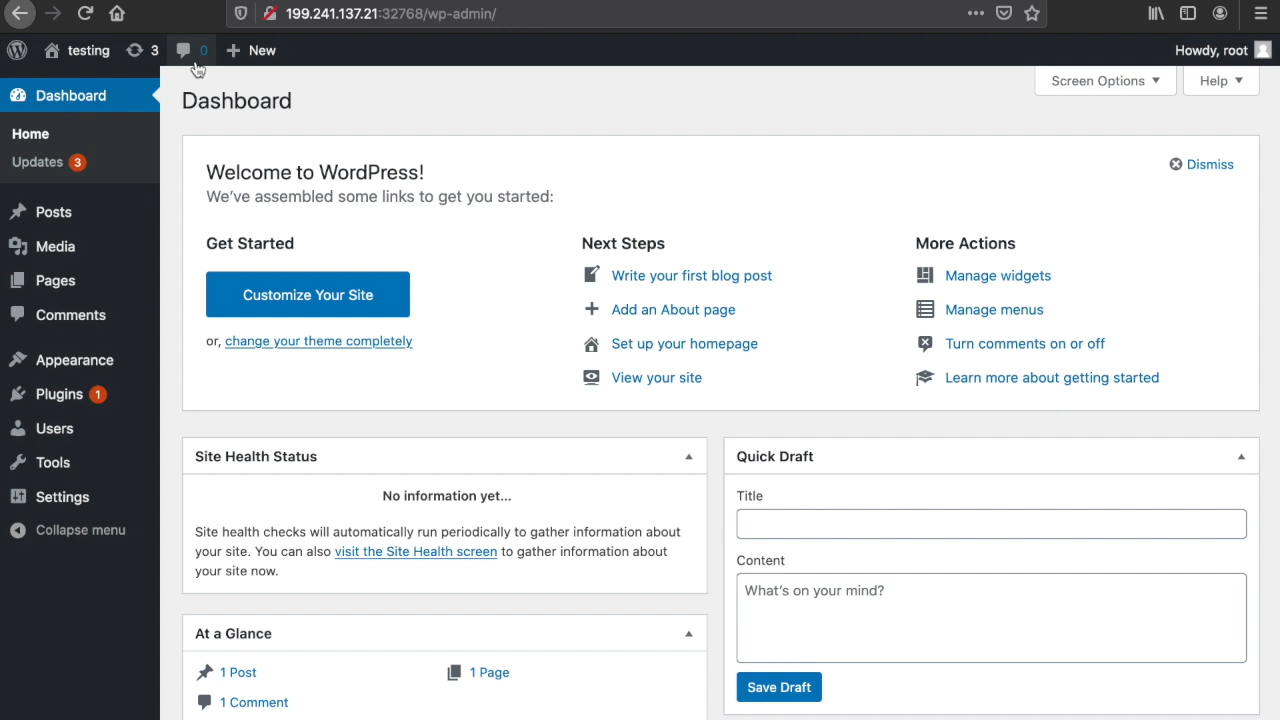 199.241.137.21:32768/wp-admin/
testing 3 0 New
Howdy, root
Dashboard
Home
Updates 3
Posts
Media
Pages
Comments
Appearance
Plugins 1
Users
Tools
Settings
Collapse menu
Dashboard
Screen Options
Help
Welcome to WordPress!
We've assembled some links to get you started:
Dismiss
Get Started
Customize Your Site
or, change your theme completely
Next Steps
Write your first blog post
Add an About page
Set up your homepage
View your site
More Actions
Manage widgets
Manage menus
Turn comments on or off
Learn more about getting started
Site Health Status
No information yet...
Site health checks will automatically run periodically to gather information about
your site. You can also visit the Site Health screen to gather information about
your site now.
At a Glance
1 Post
1 Page
1 Comment
Quick Draft
Title
Content
What's on your mind?
Save Draft